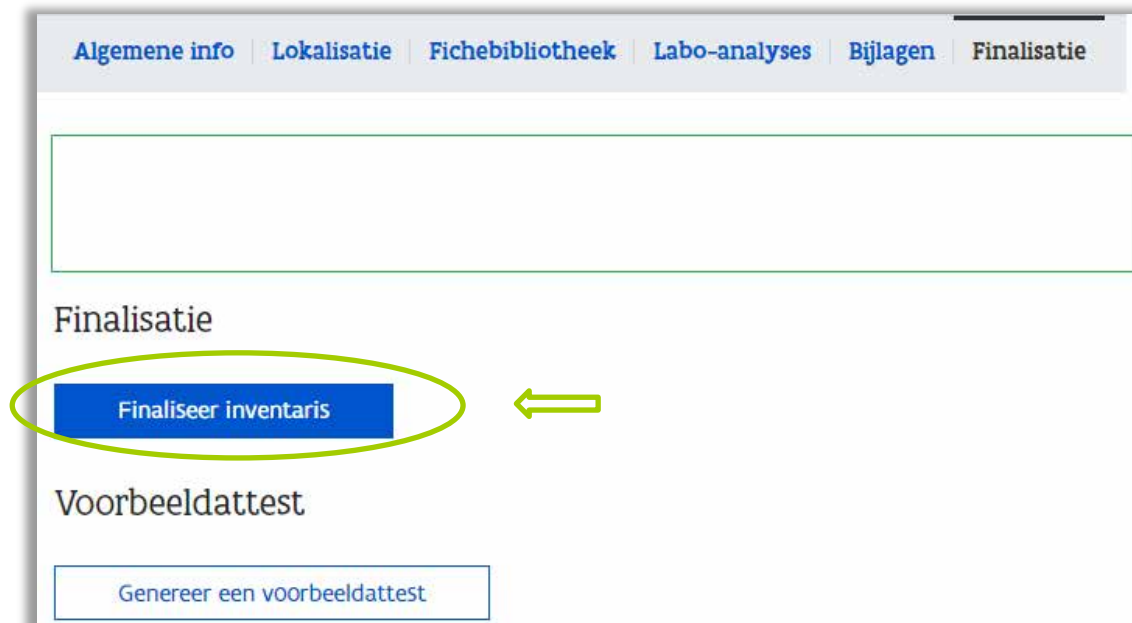 Algemene info Lokalisatie Fichebibliotheek Labo-analyses Bijlagen Finalisatie
Finalisatie
Finaliseer inventaris
Voorbeeldattest
Genereer een voorbeeldattest